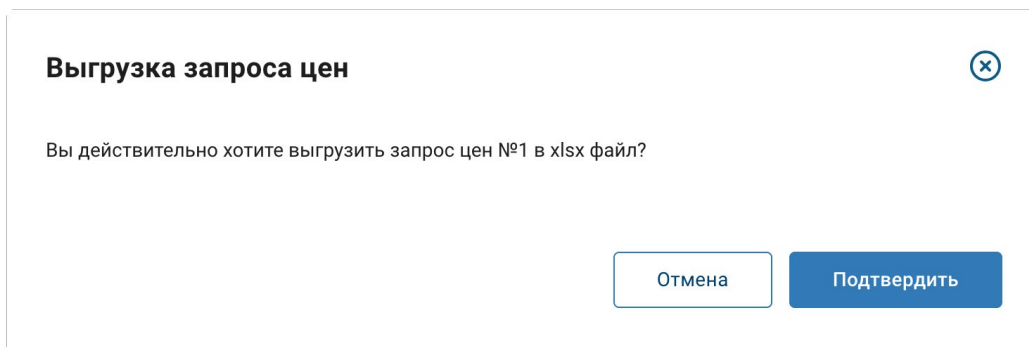 Выгрузка запроса цен
Вы действительно хотите выгрузить запрос цен №1 в xlsx файл?
Отмена
Подтвердить